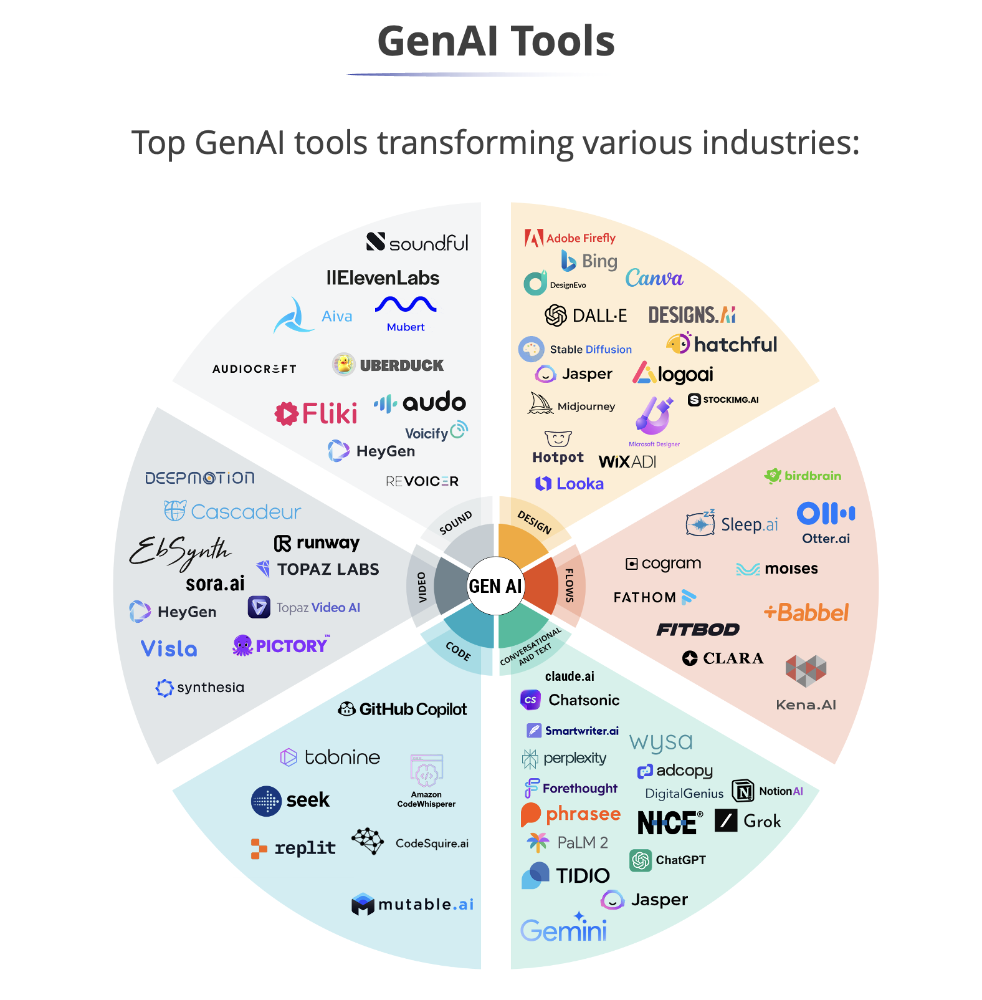 GenAI Tools
Top GenAI tools transforming various industries:
soundful
IIElevenLabs
Aiva
Mubert
AUDIOCRAFT
UBERDUCK
Fliki
audo
Voicify
HeyGen
REVOICER
SOUND
Adobe Firefly
Bing
DesignEvo
Canva
DALL·E
DESIGNS.Ai
Stable Diffusion
hatchful
Jasper
logoai
Midjourney
STOCKIMG.AI
Microsoft Designer
Hotpot
WiX ADI
Looka
DESIGN
birdbrain
Sleep.ai
Otter.ai
cogram
moises
FATHOM
+Babbel
FITBOD
CLARA
Kena.AI
FLOWS
DEEPMOTION
Cascadeur
EbSynth
runway
TOPAZ LABS
sora.ai
HeyGen
Topaz Video AI
Visla
PICTORY™
synthesia
VIDEO
GEN AI
CODE
GitHub Copilot
tabnine
Amazon
CodeWhisperer
seek
replit
CodeSquire.ai
mutable.ai
CONVERSATIONAL
AND TEXT
claude.ai
CS Chatsonic
Smartwriter.ai
wysa
perplexity
adcopy
Forethought
DigitalGenius
NotionAI
phrasee
NICE®
Grok
PaLM 2
ChatGPT
TIDIO
Jasper
Gemini